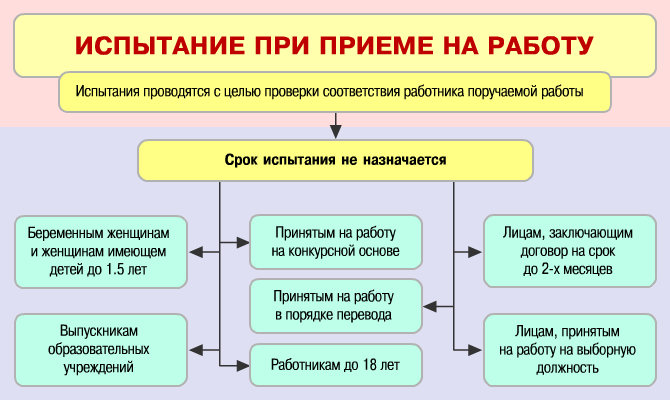 ИСПЫТАНИЕ ПРИ ПРИЕМЕ НА РАБОТУ
Испытания проводятся с целью проверки соответствия работника поручаемой работы
Срок испытания не назначается
Беременным женщинам
и женщинам имеющем
детей до 1.5 лет
Принятым на работу
на конкурсной основе
Лицам, заключающим
договор на срок
до 2-х месяцев
Принятым на работу
в порядке перевода
Выпускникам
образовательных
учреждений
Работникам до 18 лет
Лицам, принятым
на работу на выборную
должность